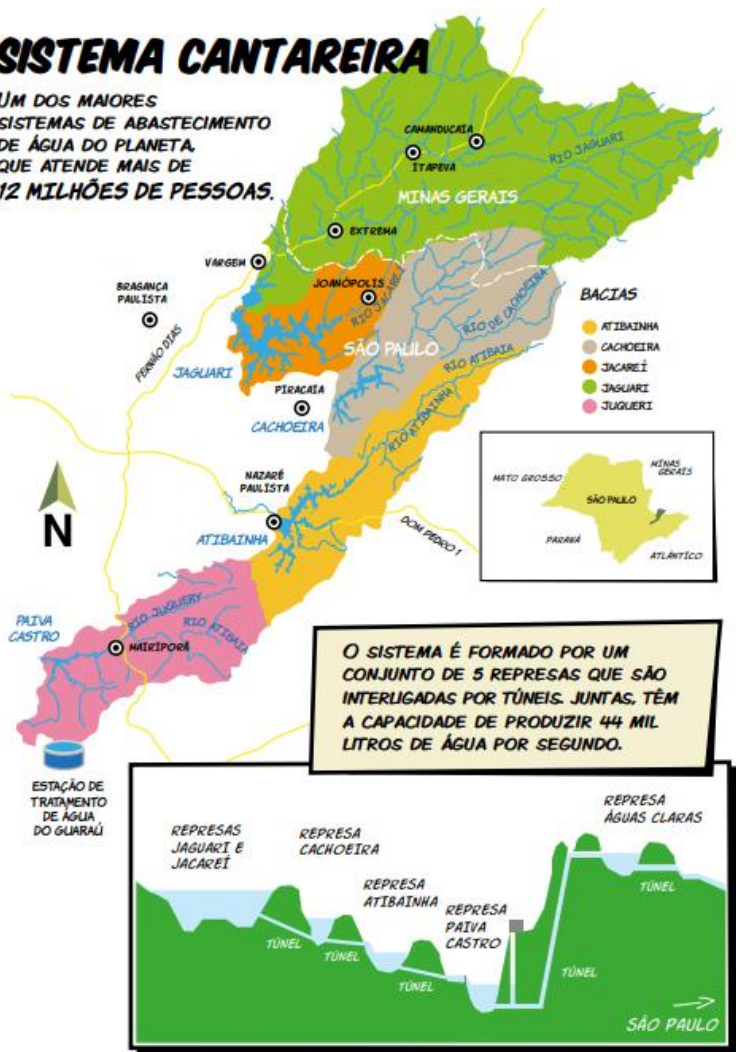 SISTEMA CANTAREIRA
UM DOS MAIORES
SISTEMAS DE ABASTECIMENTO
DE ÁGUA DO PLANETA,
QUE ATENDE MAIS DE
12 MILHÕES DE PESSOAS.
CAMANDUCAIA
ITAPEVA
RIO JAGUARI
MINAS GERAIS
EXTREMA
VARGEM
JOANÓPOLIS
RIO JACAREÍ
BRAGANÇA
PAULISTA
FERNÃO DIAS
SÃO PAULO
RIO DE CACHOEIRA
JAGUARI
RIO ATIBAIA
PIRACAIA
CACHOEIRA
RIO ATIBAINHA
BACIAS
ATIBAINHA
CACHOEIRA
JACAREÍ
JAGUARI
JUQUERI
NAZARÉ
PAULISTA
ATIBAINHA
DOM PEDRO I
N
MATO GROSSO
MINAS
GERAIS
SÃO PAULO
PARANÁ
ATLÂNTICO
PAIVA
CASTRO
RIO JUQUERY
RIO ATIBAIA
MAIRIPORÃ
ESTAÇÃO DE
TRATAMENTO
DE ÁGUA
DO GUARAÚ
O SISTEMA É FORMADO POR UM
CONJUNTO DE 5 REPRESAS QUE SÃO
INTERLIGADAS POR TÚNEIS. JUNTAS, TÊM
A CAPACIDADE DE PRODUZIR 44 MIL
LITROS DE ÁGUA POR SEGUNDO.
REPRESAS
JAGUARI E
JACAREÍ
REPRESA
CACHOEIRA
REPRESA
ATIBAINHA
REPRESA
PAIVA
CASTRO
REPRESA
ÁGUAS CLARAS
TÚNEL
TÚNEL
TÚNEL
TÚNEL
TÚNEL
SÃO PAULO